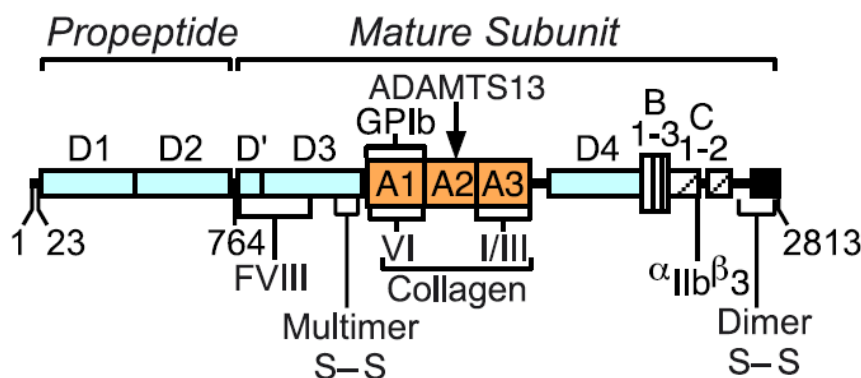 Propeptide Mature Subunit
ADAMTS13
GPIb
B
1-3
C
1-2
D1 D2 D' D3 D4
A1 A2 A3
1 23 764 2813
FVIII
VI I/III
Collagen
αIIbβ3
Multimer
S–S
Dimer
S–S